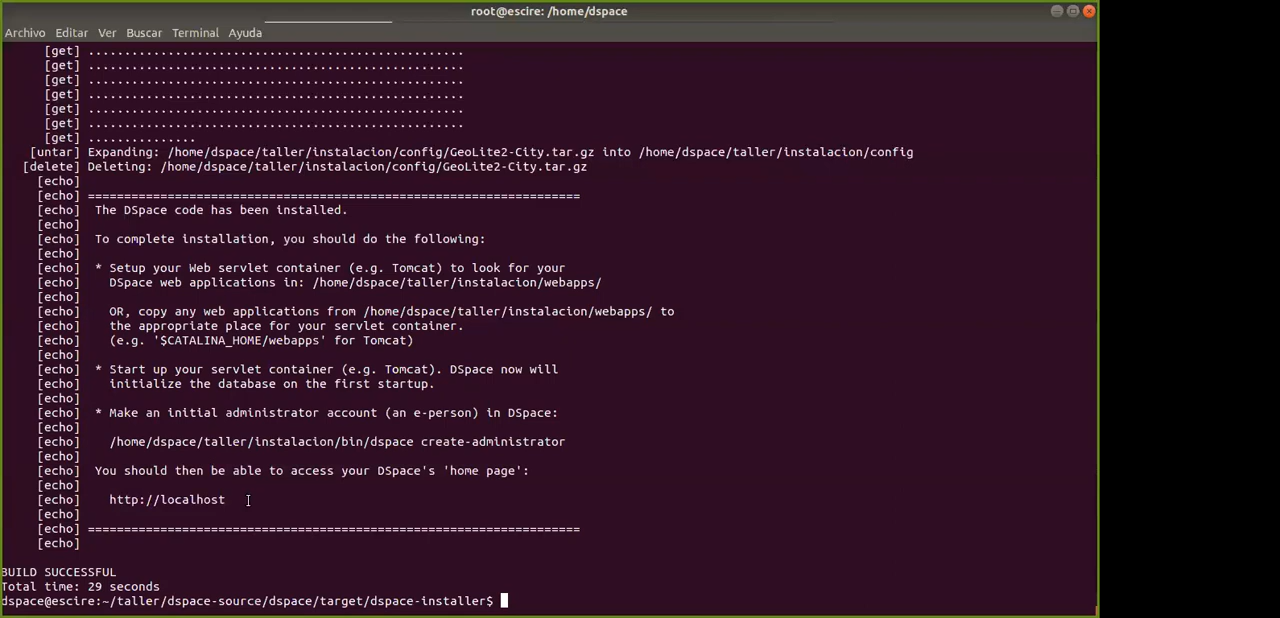 root@escire: /home/dspace
Archivo Editar Ver Buscar Terminal Ayuda
[get] ....................................................
[get] ....................................................
[get] ....................................................
[get] ....................................................
[get] ....................................................
[get] ....................................................
[get] ...............
[untar] Expanding: /home/dspace/taller/instalacion/config/GeoLite2-City.tar.gz into /home/dspace/taller/instalacion/config
[delete] Deleting: /home/dspace/taller/instalacion/config/GeoLite2-City.tar.gz
[echo]
[echo] ====================================================================
[echo] The DSpace code has been installed.
[echo]
[echo] To complete installation, you should do the following:
[echo]
[echo] * Setup your Web servlet container (e.g. Tomcat) to look for your
[echo] DSpace web applications in: /home/dspace/taller/instalacion/webapps/
[echo]
[echo] OR, copy any web applications from /home/dspace/taller/instalacion/webapps/ to
[echo] the appropriate place for your servlet container.
[echo] (e.g. '$CATALINA_HOME/webapps' for Tomcat)
[echo]
[echo] * Start up your servlet container (e.g. Tomcat). DSpace now will
[echo] initialize the database on the first startup.
[echo]
[echo] * Make an initial administrator account (an e-person) in DSpace:
[echo]
[echo] /home/dspace/taller/instalacion/bin/dspace create-administrator
[echo]
[echo] You should then be able to access your DSpace's 'home page':
[echo]
[echo] http://localhost
[echo]
[echo] ====================================================================
[echo]
BUILD SUCCESSFUL
Total time: 29 seconds
dspace@escire:~/taller/dspace-source/dspace/target/dspace-installer$